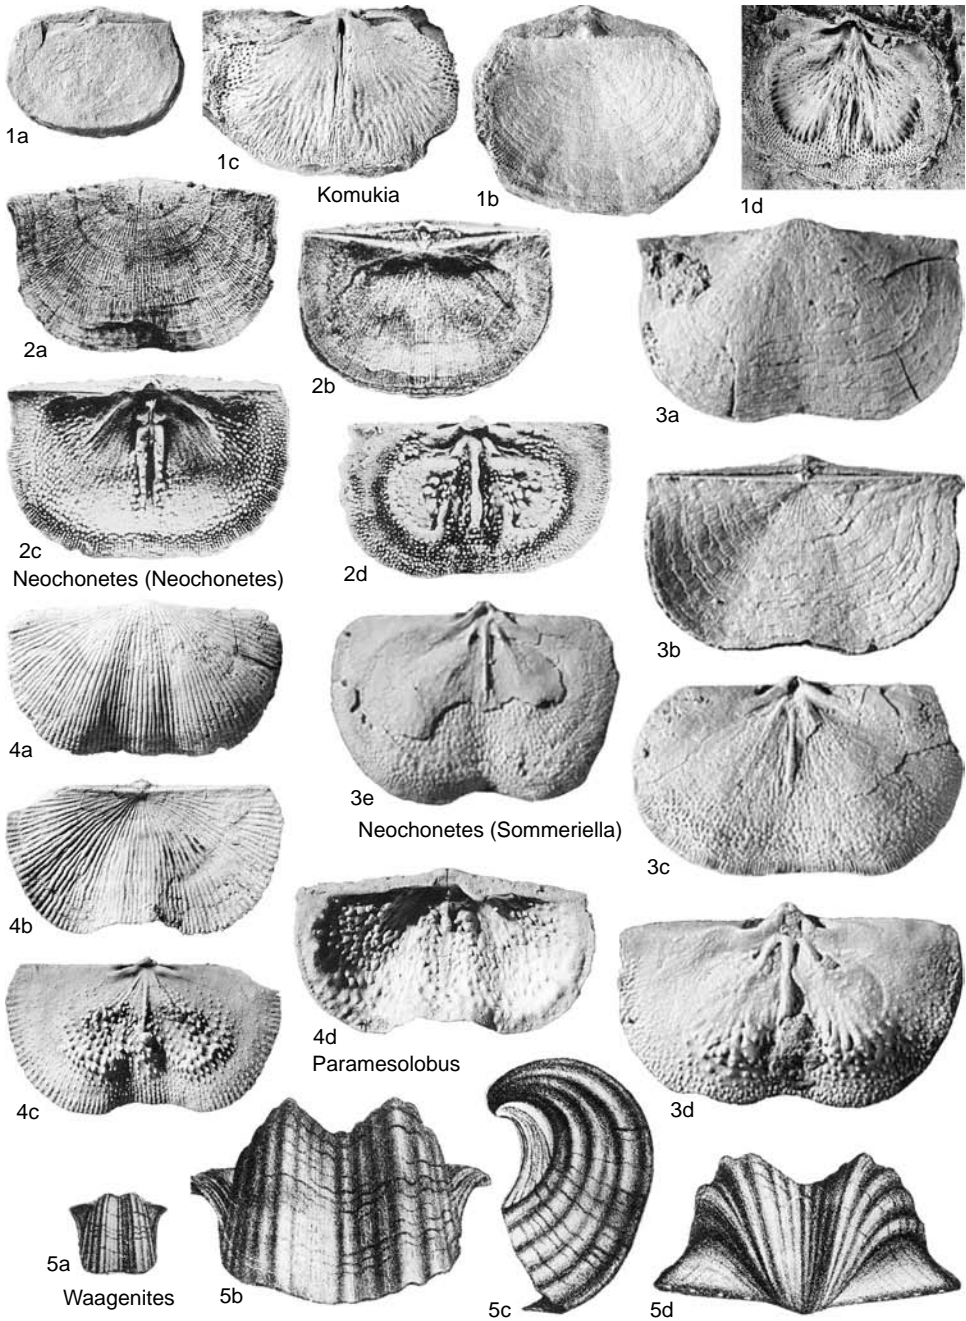 1a
1c
Komukia
1b
1d
2a
2b
3a
2c
Neochonetes (Neochonetes)
2d
3b
4a
3e
Neochonetes (Sommeriella)
3c
4b
4d
Paramesolobus
4c
3d
5a
Waagenites
5b
5c
5d